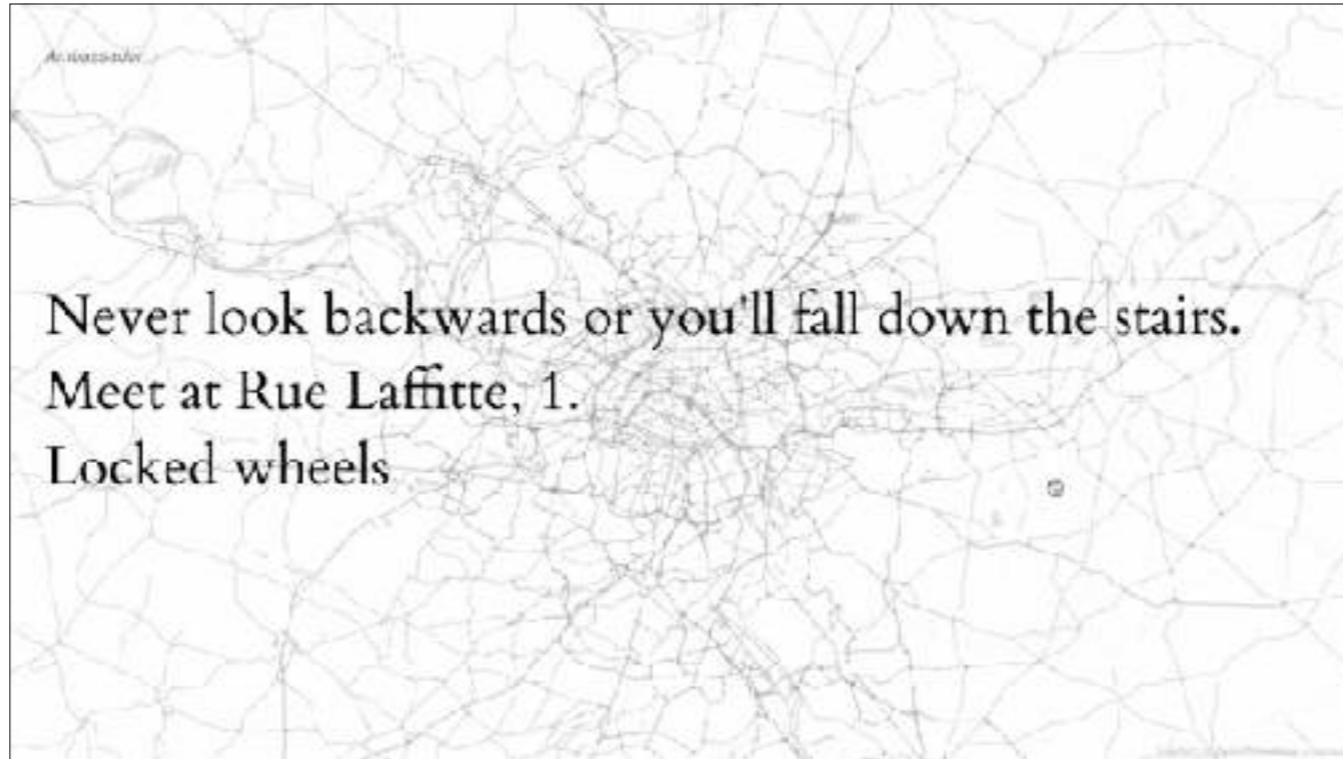 Never look backwards or you'll fall down the stairs.
Meet at Rue Laffitte, 1.
Locked wheels